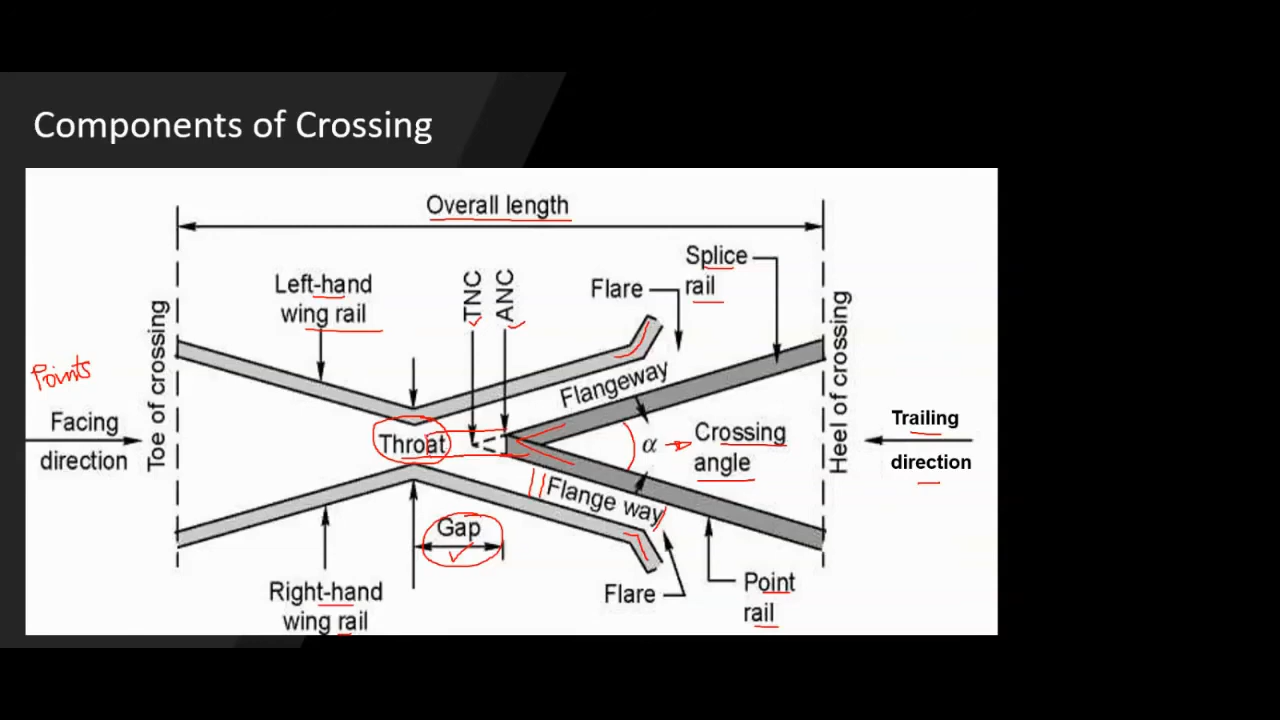 Components of Crossing
Overall length
Left-hand
wing rail
TNC
ANC
Flare
Splice
rail
Toe of crossing
Heel of crossing
Points
Facing
direction
Throat
Flangeway
α
Crossing
angle
Trailing
direction
Flange way
Gap
Right-hand
wing rail
Flare
Point
rail